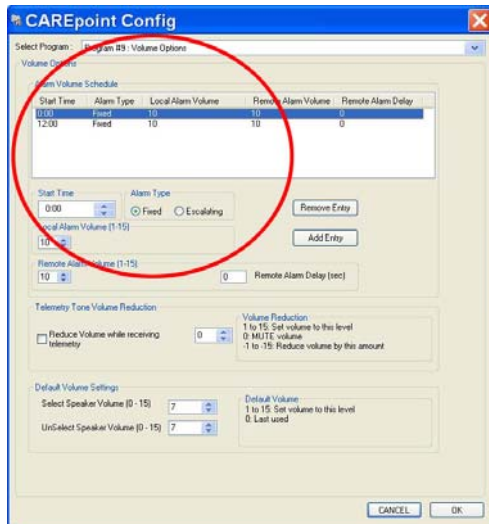 CAREpoint Config
Select Program : Program #9 : Volume Options
Volume Options
Alarm Volume Schedule
Start Time Alarm Type Local Alarm Volume Remote Alarm Volume Remote Alarm Delay
0:00 Fixed 10 10 0
12:00 Fixed 10 10 0
Start Time Alarm Type
0:00 Fixed Escalating Remove Entry
Local Alarm Volume (1-15)
10 Add Entry
Remote Alarm Volume (1-15)
10 0 Remote Alarm Delay (sec)
Telemetry Tone Volume Reduction
Reduce Volume while receiving telemetry 0
Volume Reduction
1 to 15: Set volume to this level
0: MUTE volume
-1 to -15: Reduce volume by this amount
Default Volume Settings
Select Speaker Volume (0 - 15) 7
UnSelect Speaker Volume (0 - 15) 7
Default Volume
1 to 15: Set volume to this level
0: Last used
CANCEL OK